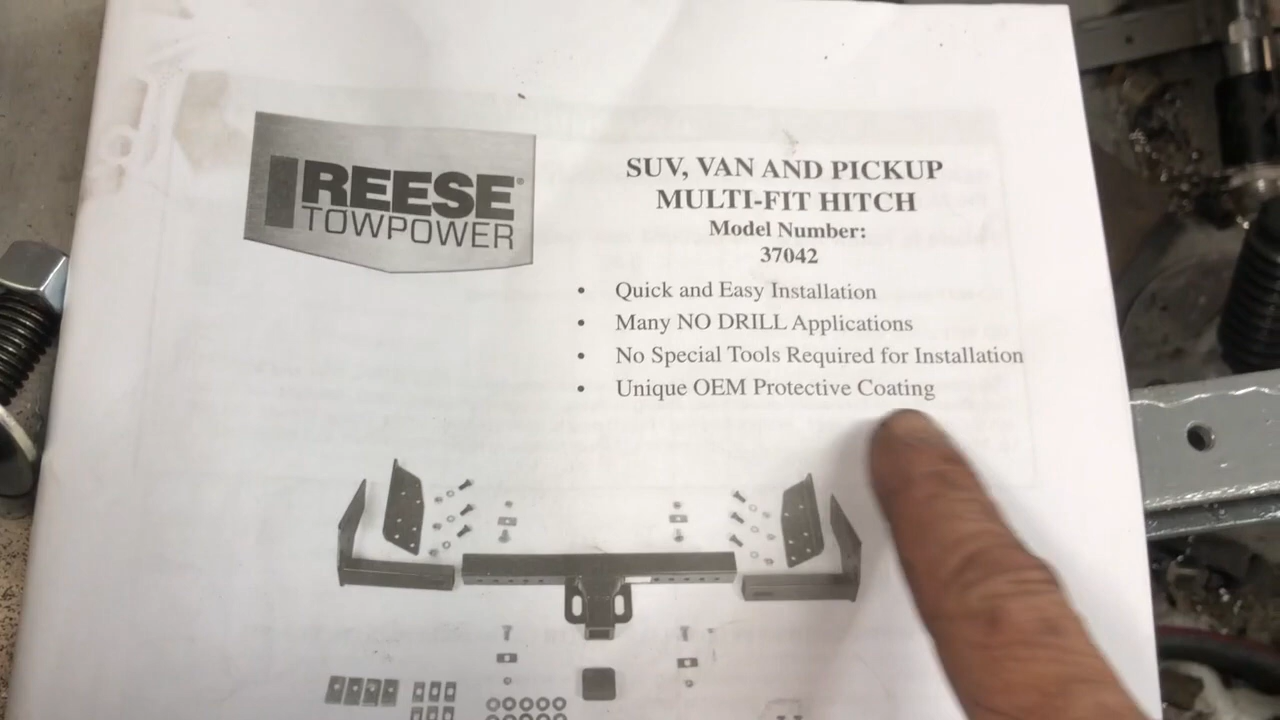 REESE®
TOWPOWER
SUV, VAN AND PICKUP
MULTI-FIT HITCH
Model Number:
37042
• Quick and Easy Installation
• Many NO DRILL Applications
• No Special Tools Required for Installation
• Unique OEM Protective Coating